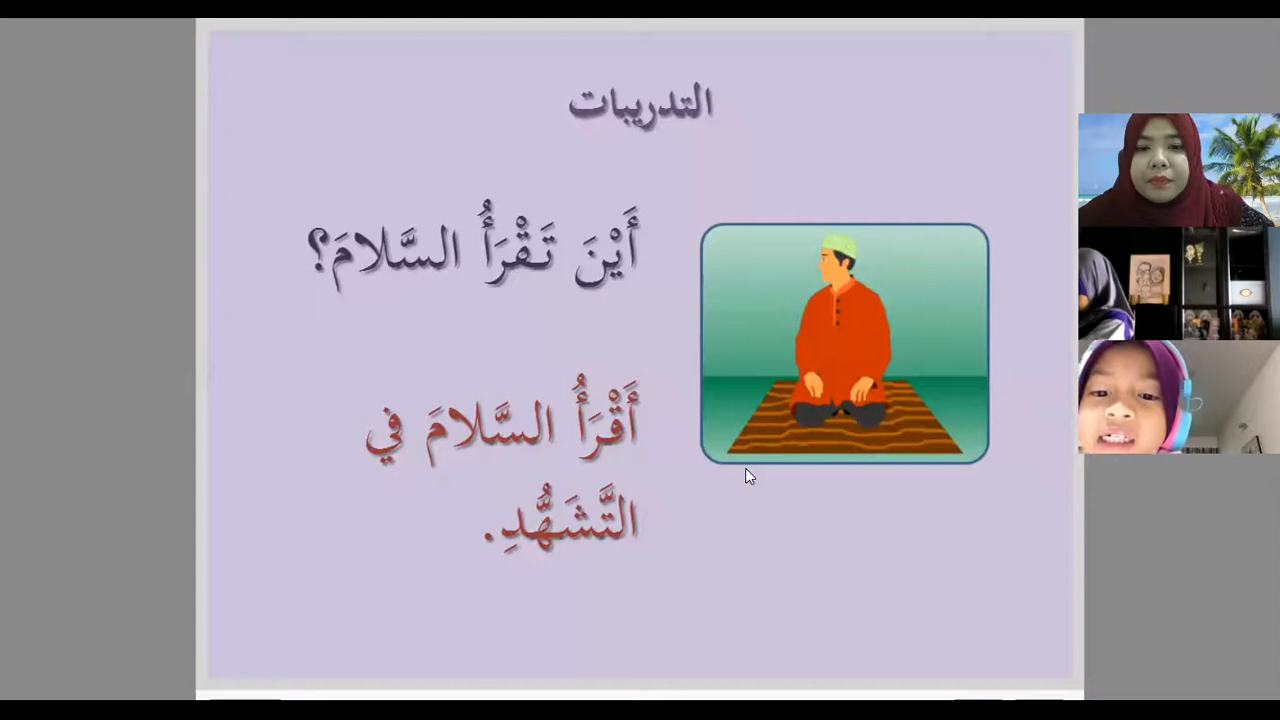 التدريبات
أَيْنَ تَقْرَأُ السَّلامَ؟
أَقْرَأُ السَّلامَ في
التَّشَهُّدِ.